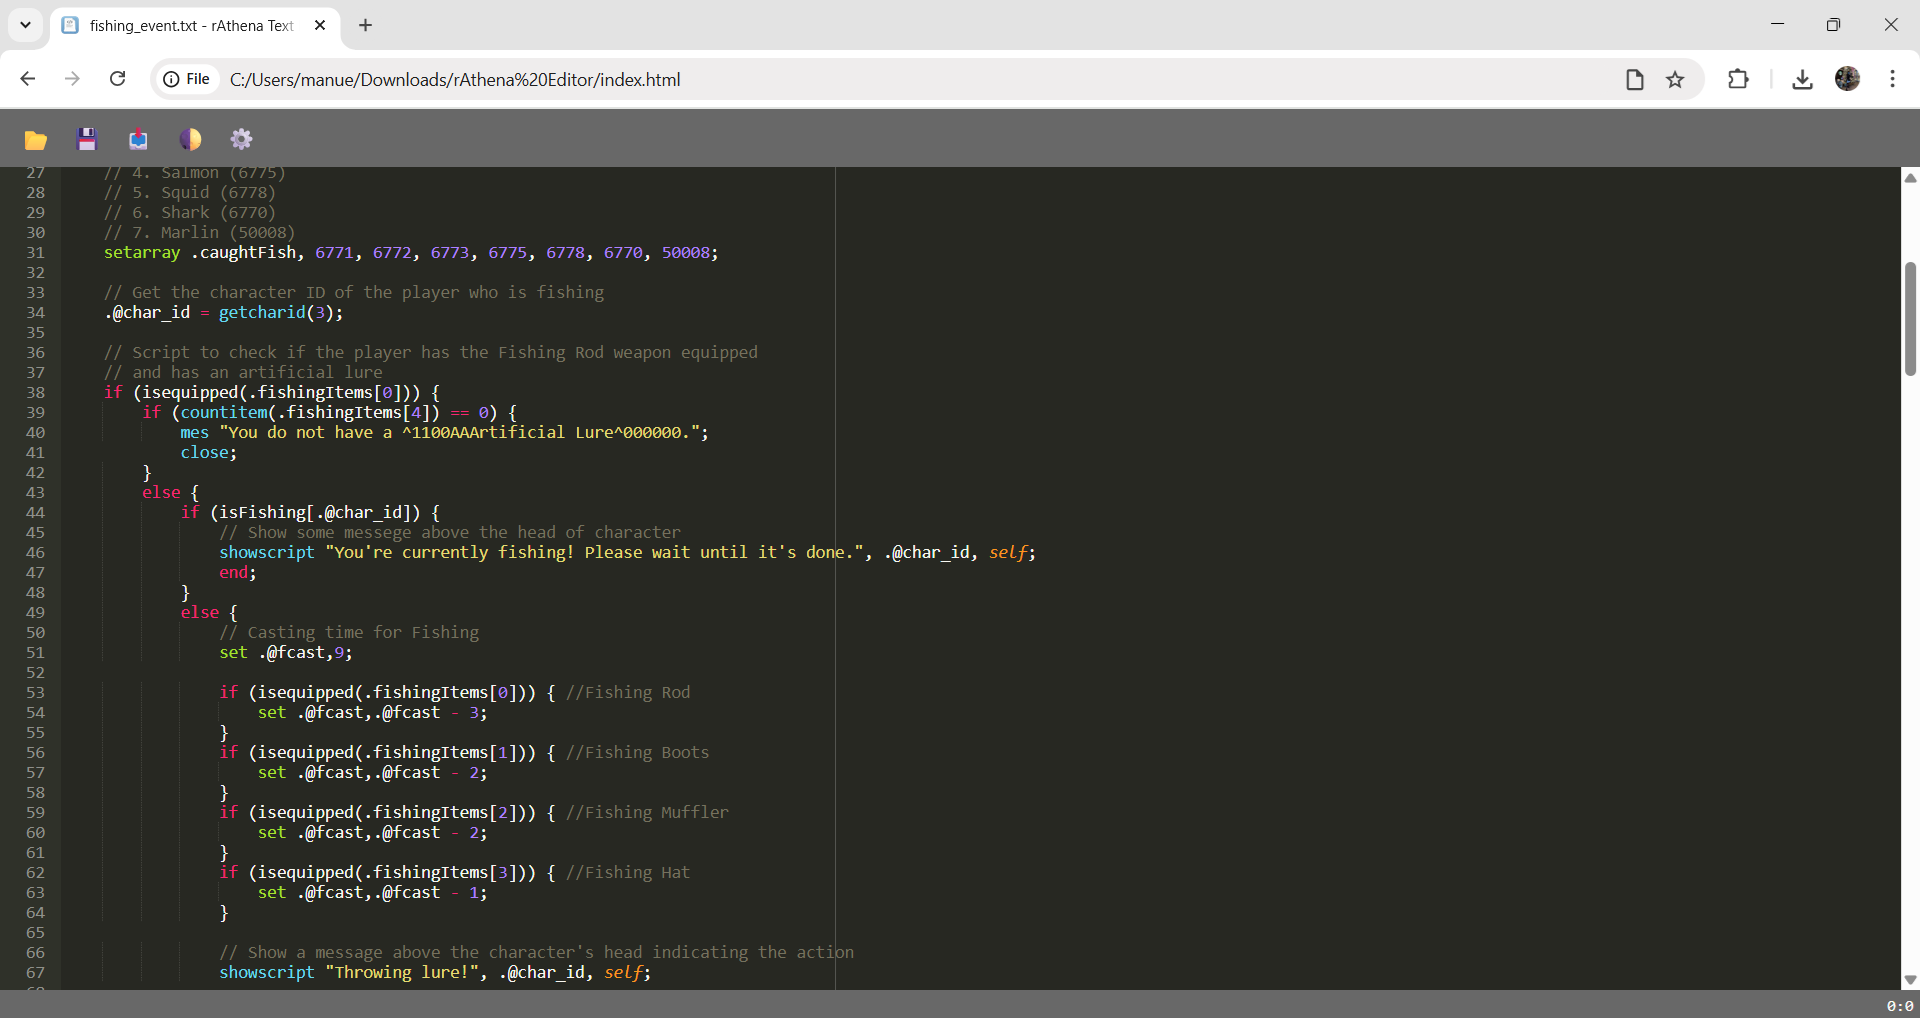 fishing_event.txt - rAthena Text
File
C:/Users/manue/Downloads/rAthena%20Editor/index.html
27 // 4. Salmon (6775)
28 // 5. Squid (6778)
29 // 6. Shark (6770)
30 // 7. Marlin (50008)
31 setarray .caughtFish, 6771, 6772, 6773, 6775, 6778, 6770, 50008;
32
33 // Get the character ID of the player who is fishing
34 .@char_id = getcharid(3);
35
36 // Script to check if the player has the Fishing Rod weapon equipped
37 // and has an artificial lure
38 if (isequipped(.fishingItems[0])) {
39 if (countitem(.fishingItems[4]) == 0) {
40 mes "You do not have a ^1100AAArtificial Lure^000000.";
41 close;
42 }
43 else {
44 if (isFishing[.@char_id]) {
45 // Show some messege above the head of character
46 showscript "You're currently fishing! Please wait until it's done.", .@char_id, self;
47 end;
48 }
49 else {
50 // Casting time for Fishing
51 set .@fcast,9;
52
53 if (isequipped(.fishingItems[0])) { //Fishing Rod
54 set .@fcast,.@fcast - 3;
55 }
56 if (isequipped(.fishingItems[1])) { //Fishing Boots
57 set .@fcast,.@fcast - 2;
58 }
59 if (isequipped(.fishingItems[2])) { //Fishing Muffler
60 set .@fcast,.@fcast - 2;
61 }
62 if (isequipped(.fishingItems[3])) { //Fishing Hat
63 set .@fcast,.@fcast - 1;
64 }
65
66 // Show a message above the character's head indicating the action
67 showscript "Throwing lure!", .@char_id, self;
68
0:0